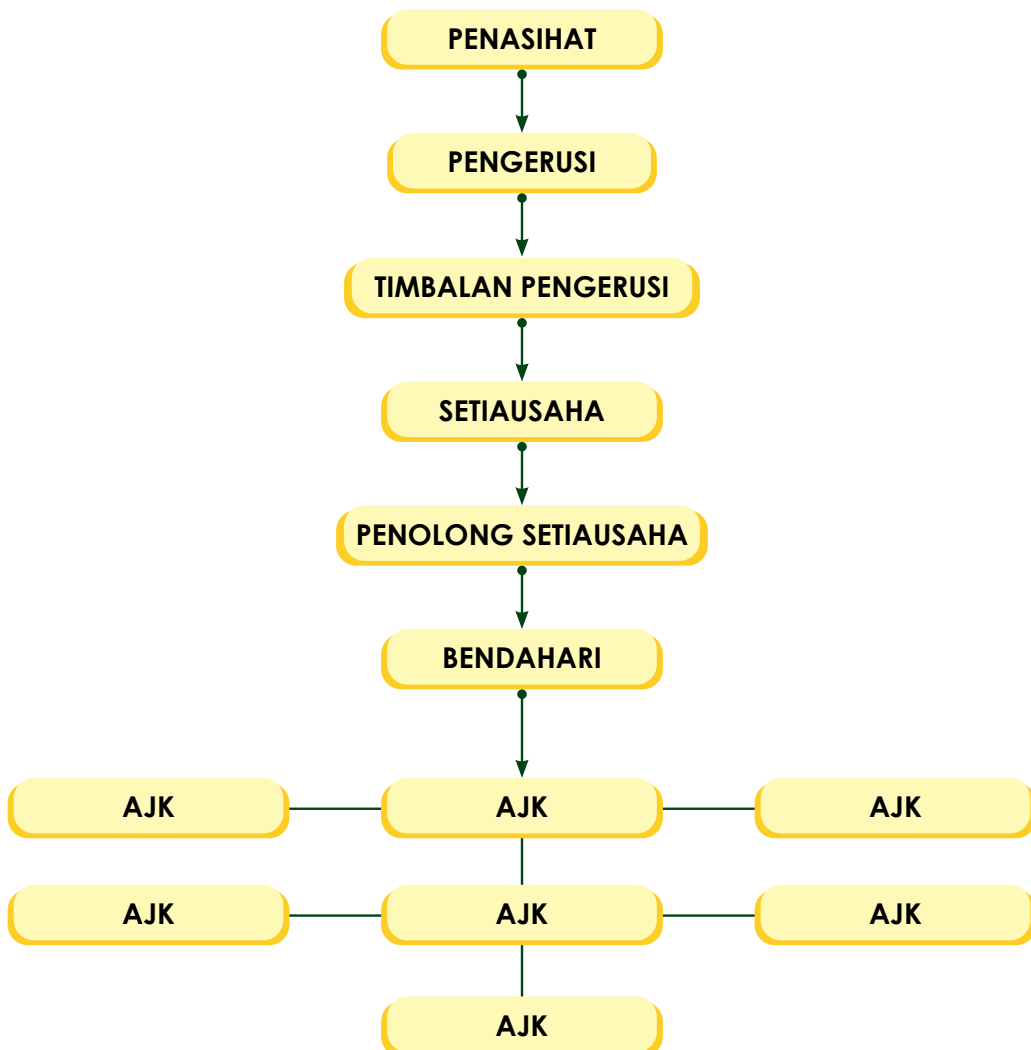 PENASIHAT
PENGERUSI
TIMBALAN PENGERUSI
SETIAUSAHA
PENOLONG SETIAUSAHA
BENDAHARI
AJK
AJK
AJK
AJK
AJK
AJK
AJK